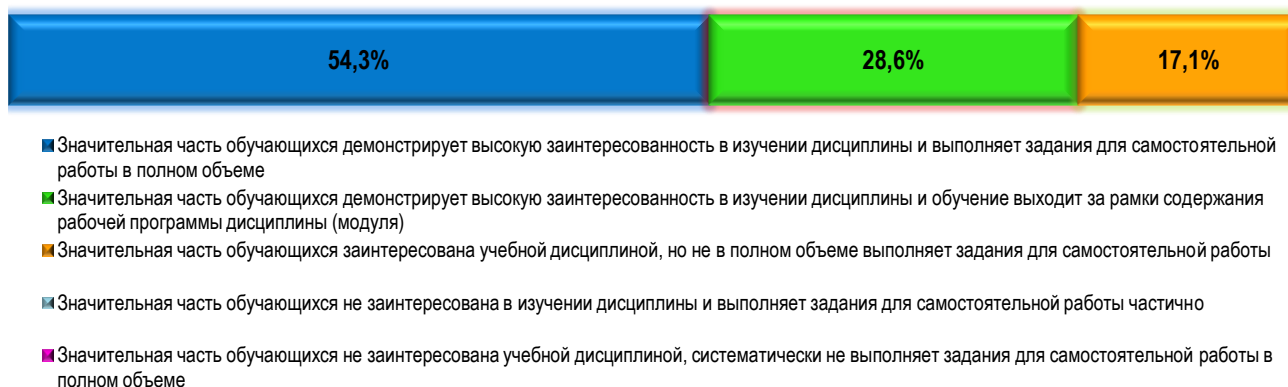 54,3% 28,6% 17,1%
Значительная часть обучающихся демонстрирует высокую заинтересованность в изучении дисциплины и выполняет задания для самостоятельной
работы в полном объеме
Значительная часть обучающихся демонстрирует высокую заинтересованность в изучении дисциплины и обучение выходит за рамки содержания
рабочей программы дисциплины (модуля)
Значительная часть обучающихся заинтересована учебной дисциплиной, но не в полном объеме выполняет задания для самостоятельной работы
Значительная часть обучающихся не заинтересована в изучении дисциплины и выполняет задания для самостоятельной работы частично
Значительная часть обучающихся не заинтересована учебной дисциплиной, систематически не выполняет задания для самостоятельной работы в
полном объеме